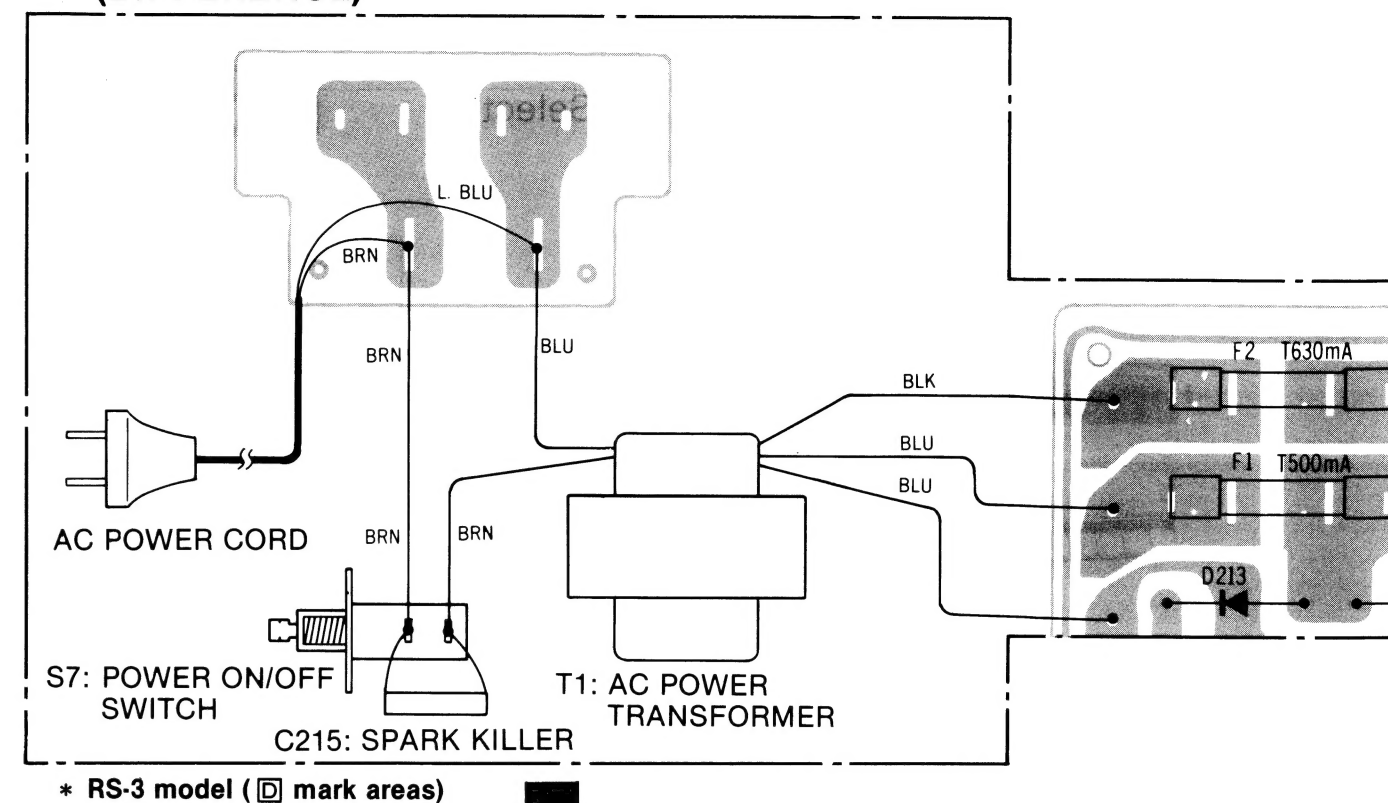 Select
L. BLU
BRN
BRN
BLU
BLK
F2 T630mA
BLU
F1 T500mA
BLU
AC POWER CORD
BRN
BRN
D213
S7: POWER ON/OFF
SWITCH
T1: AC POWER
TRANSFORMER
C215: SPARK KILLER
* RS-3 model ( D mark areas)